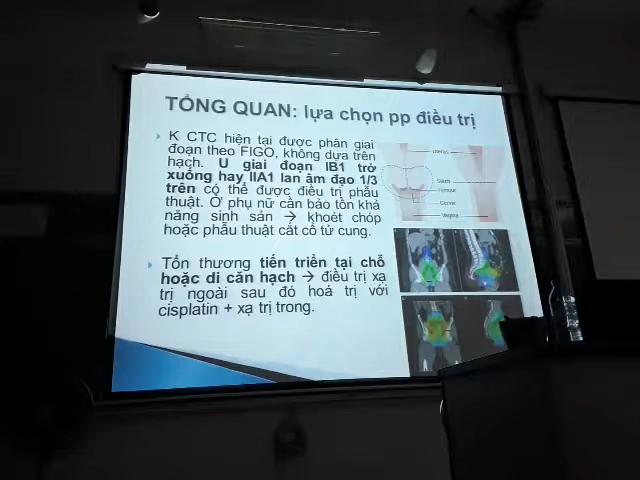 TỔNG QUAN: lựa chọn pp điều trị
K CTC hiện tại được phân giai
đoạn theo FIGO, không dựa trên
hạch. U giai đoạn IB1 trở
xuống hay IIA1 lan âm đạo 1/3
trên có thể được điều trị phẫu
thuật. Ở phụ nữ cần bảo tồn khả
năng sinh sản → khoét chóp
hoặc phẫu thuật cắt cổ tử cung.
Tổn thương tiến triển tại chỗ
hoặc di căn hạch → điều trị xạ
trị ngoài sau đó hoá trị với
cisplatin + xạ trị trong.
Uterus
Cervix
Vagina